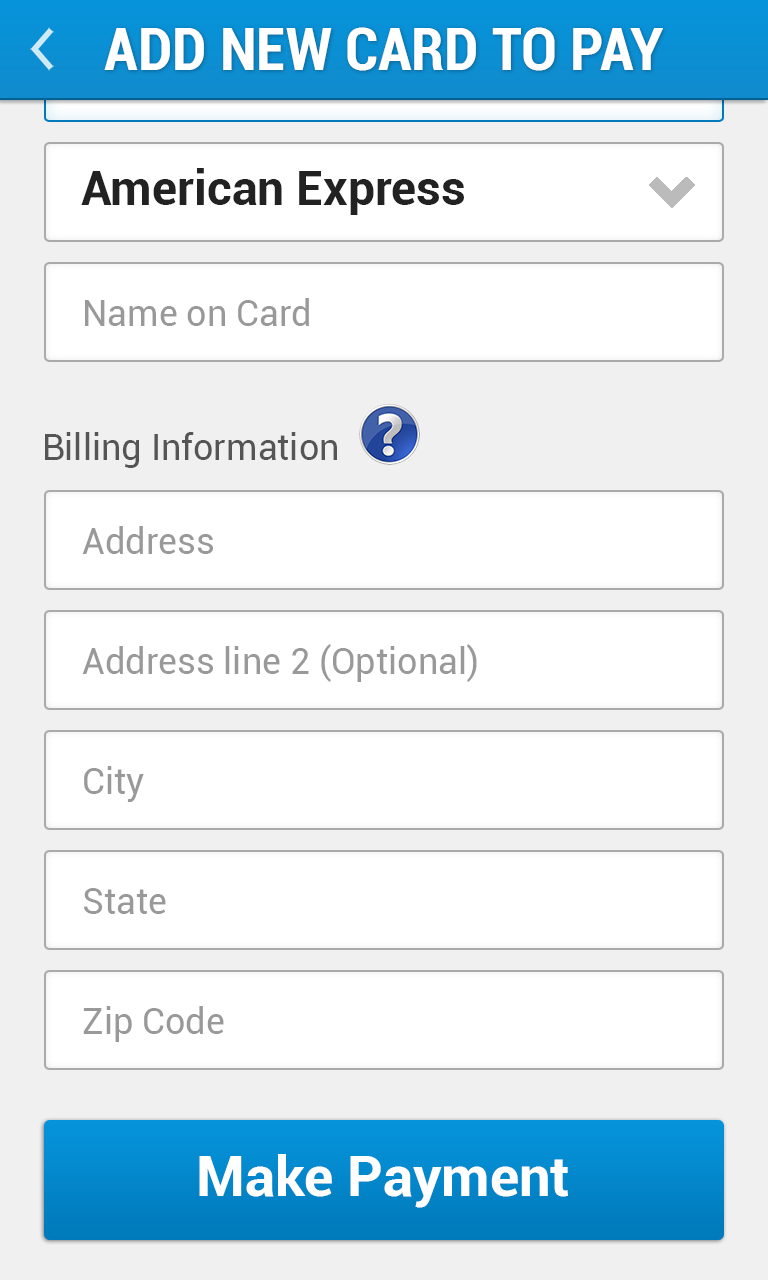 ADD NEW CARD TO PAY
American Express
Name on Card
Billing Information ?
Address
Address line 2 (Optional)
City
State
Zip Code
Make Payment